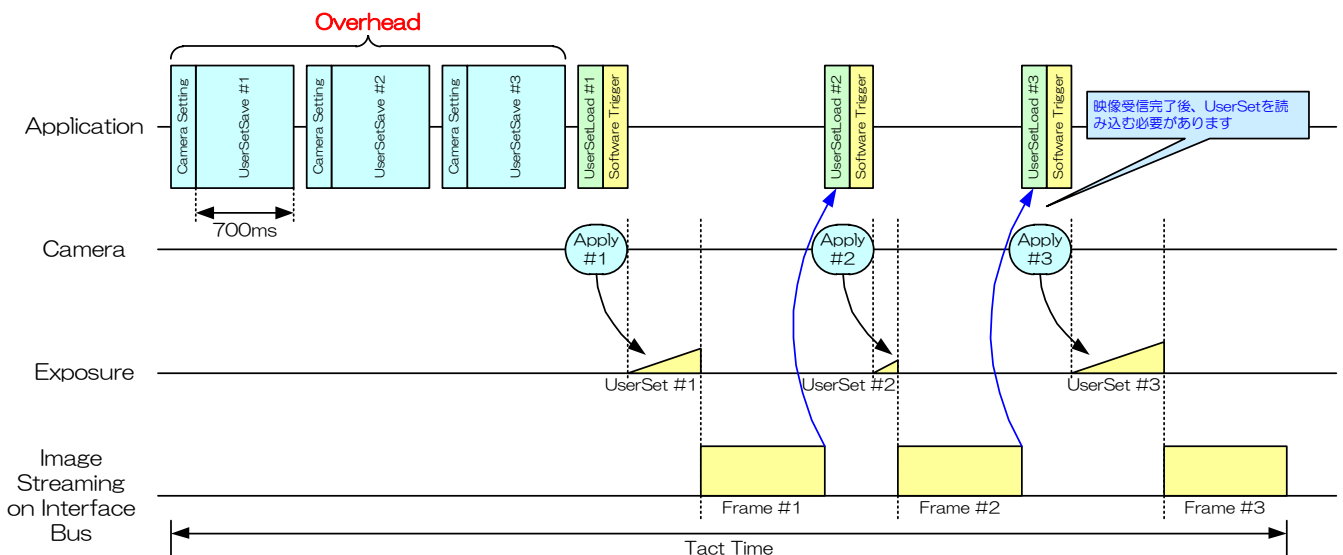 Overhead
Camera Setting
UserSetSave #1
Camera Setting
UserSetSave #2
Camera Setting
UserSetSave #3
UserSetLoad #1
Software Trigger
UserSetLoad #2
Software Trigger
UserSetLoad #3
Software Trigger
映像受信完了後、UserSetを読
み込む必要があります
Application
700ms
Camera
Apply
#1
Apply
#2
Apply
#3
Exposure
UserSet #1
UserSet #2
UserSet #3
Image
Streaming
on Interface
Bus
Frame #1
Frame #2
Frame #3
Tact Time